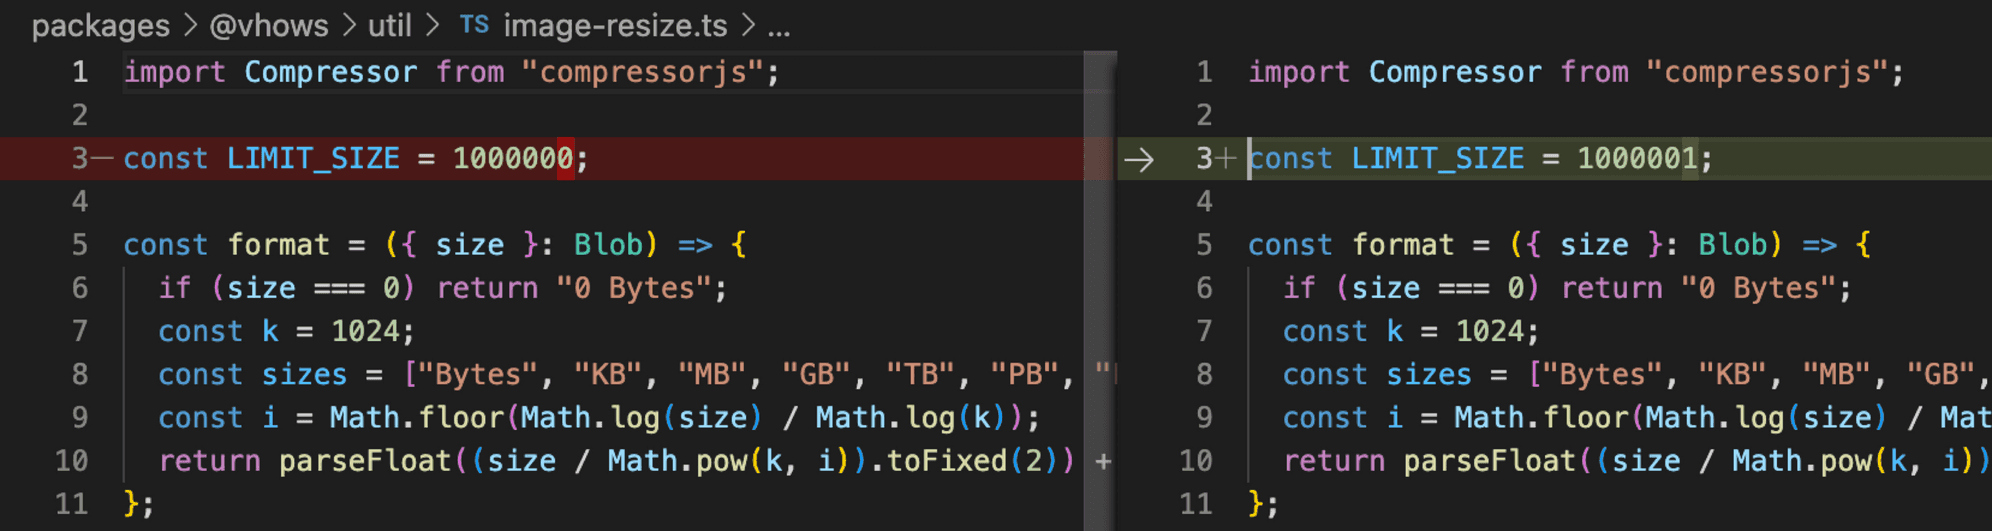 packages > @vhows > util > TS image-resize.ts > ...
1 import Compressor from "compressorjs";
2
3— const LIMIT_SIZE = 1000000;
4
5 const format = ({ size }: Blob) => {
6 if (size === 0) return "0 Bytes";
7 const k = 1024;
8 const sizes = ["Bytes", "KB", "MB", "GB", "TB", "PB", "
9 const i = Math.floor(Math.log(size) / Math.log(k));
10 return parseFloat((size / Math.pow(k, i)).toFixed(2)) +
11 };
1 import Compressor from "compressorjs";
2
→ 3+ const LIMIT_SIZE = 1000001;
4
5 const format = ({ size }: Blob) => {
6 if (size === 0) return "0 Bytes";
7 const k = 1024;
8 const sizes = ["Bytes", "KB", "MB", "GB",
9 const i = Math.floor(Math.log(size) / Mat
10 return parseFloat((size / Math.pow(k, i))
11 };